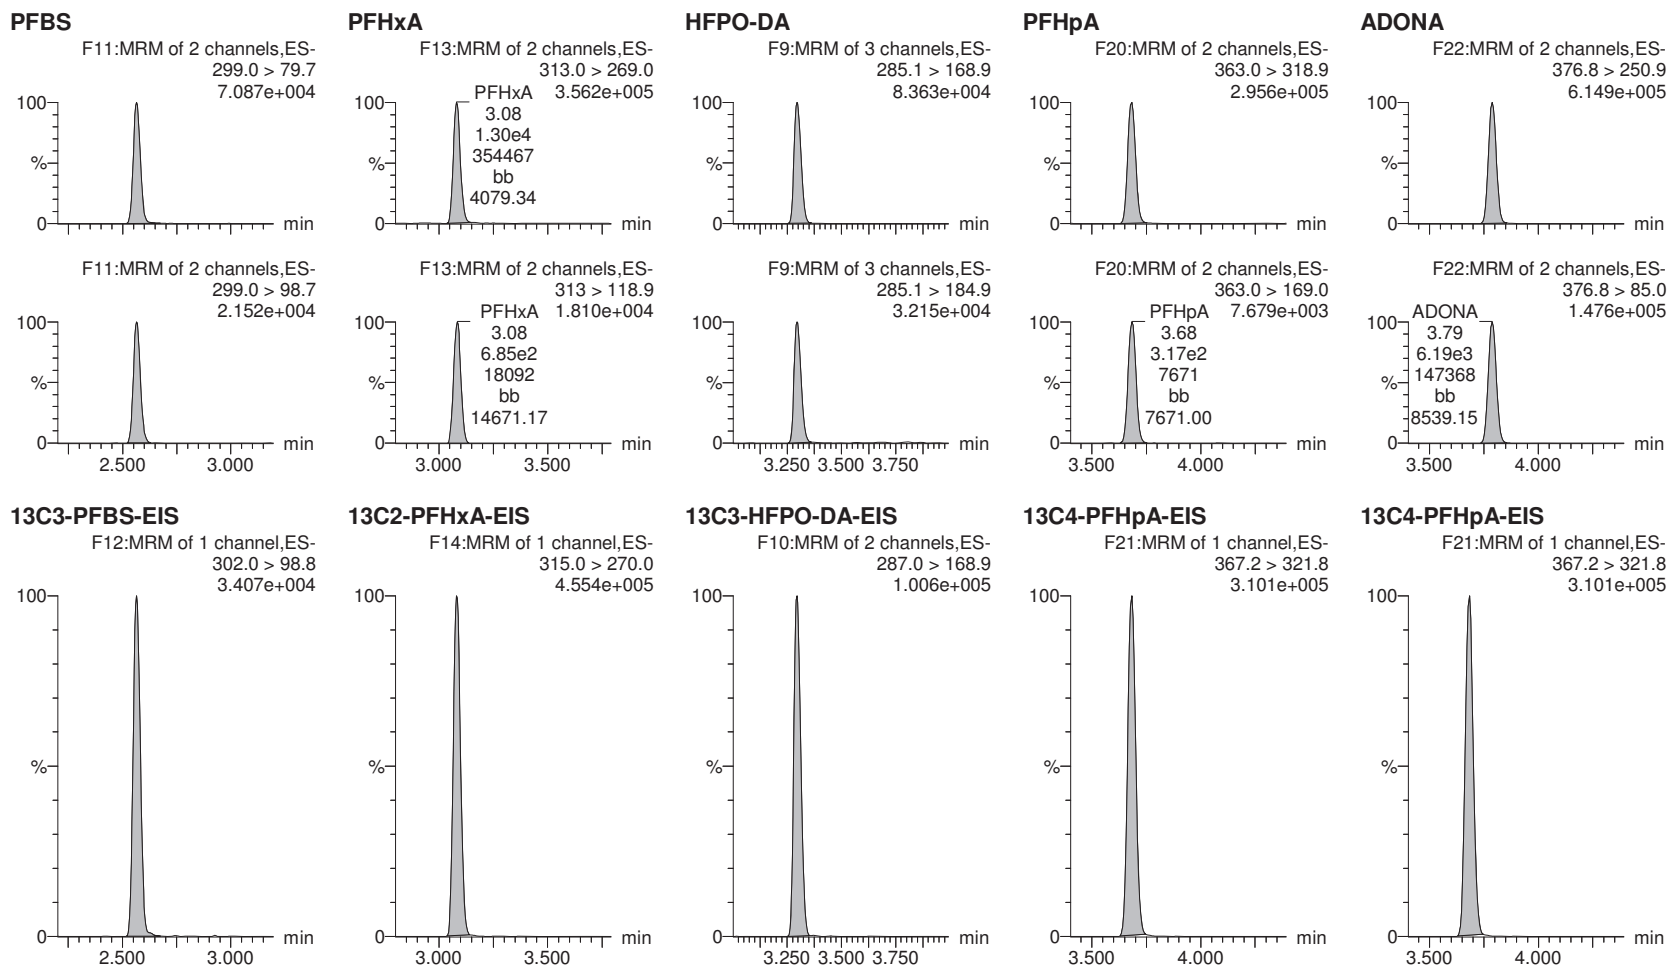 PFBS
F11:MRM of 2 channels,ES-
299.0 > 79.7
7.087e+004
100
%
0
min
F11:MRM of 2 channels,ES-
299.0 > 98.7
2.152e+004
100
%
0
min
2.500 3.000
PFHxA
F13:MRM of 2 channels,ES-
313.0 > 269.0
3.562e+005
PFHxA
3.08
1.30e4
354467
bb
4079.34
100
%
0
min
F13:MRM of 2 channels,ES-
313 > 118.9
1.810e+004
PFHxA
3.08
6.85e2
18092
bb
14671.17
100
%
0
min
3.000 3.500
HFPO-DA
F9:MRM of 3 channels,ES-
285.1 > 168.9
8.363e+004
100
%
0
min
F9:MRM of 3 channels,ES-
285.1 > 184.9
3.215e+004
100
%
0
min
3.250 3.500 3.750
PFHpA
F20:MRM of 2 channels,ES-
363.0 > 318.9
2.956e+005
100
%
0
min
F20:MRM of 2 channels,ES-
363.0 > 169.0
7.679e+003
PFHpA
3.68
3.17e2
7671
bb
7671.00
100
%
0
min
3.500 4.000
ADONA
F22:MRM of 2 channels,ES-
376.8 > 250.9
6.149e+005
100
%
0
min
F22:MRM of 2 channels,ES-
376.8 > 85.0
1.476e+005
ADONA
3.79
6.19e3
147368
bb
8539.15
100
%
0
min
3.500 4.000
13C3-PFBS-EIS
F12:MRM of 1 channel,ES-
302.0 > 98.8
3.407e+004
100
%
0
min
2.500 3.000
13C2-PFHxA-EIS
F14:MRM of 1 channel,ES-
315.0 > 270.0
4.554e+005
100
%
0
min
3.000 3.500
13C3-HFPO-DA-EIS
F10:MRM of 2 channels,ES-
287.0 > 168.9
1.006e+005
100
%
0
min
3.250 3.500 3.750
13C4-PFHpA-EIS
F21:MRM of 1 channel,ES-
367.2 > 321.8
3.101e+005
100
%
0
min
3.500 4.000
13C4-PFHpA-EIS
F21:MRM of 1 channel,ES-
367.2 > 321.8
3.101e+005
100
%
0
min
3.500 4.000